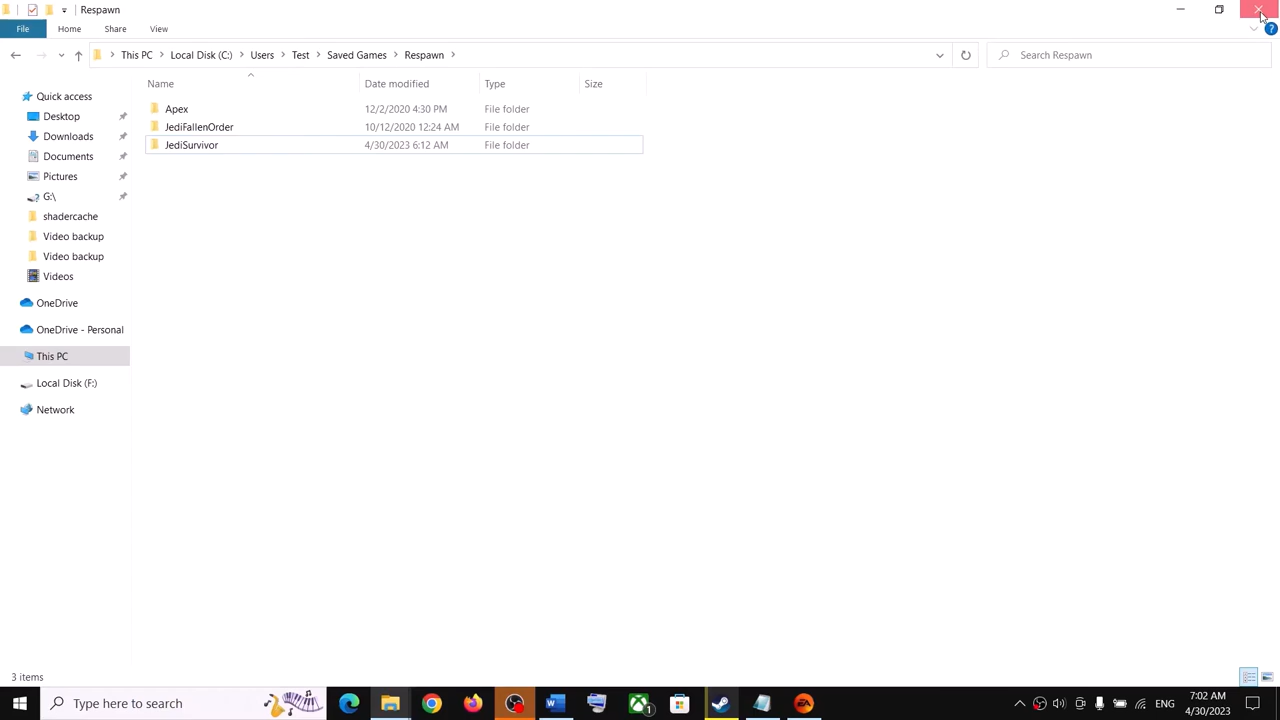 Respawn
File Home Share View
This PC Local Disk (C:) Users Test Saved Games Respawn
Search Respawn
Name Date modified Type Size
Apex 12/2/2020 4:30 PM File folder
JediFallenOrder 10/12/2020 12:24 AM File folder
JediSurvivor 4/30/2023 6:12 AM File folder
Quick access
Desktop
Downloads
Documents
Pictures
G:\
shadercache
Video backup
Video backup
Videos
OneDrive
OneDrive - Personal
This PC
Local Disk (F:)
Network
3 items
Type here to search
ENG
7:02 AM
4/30/2023